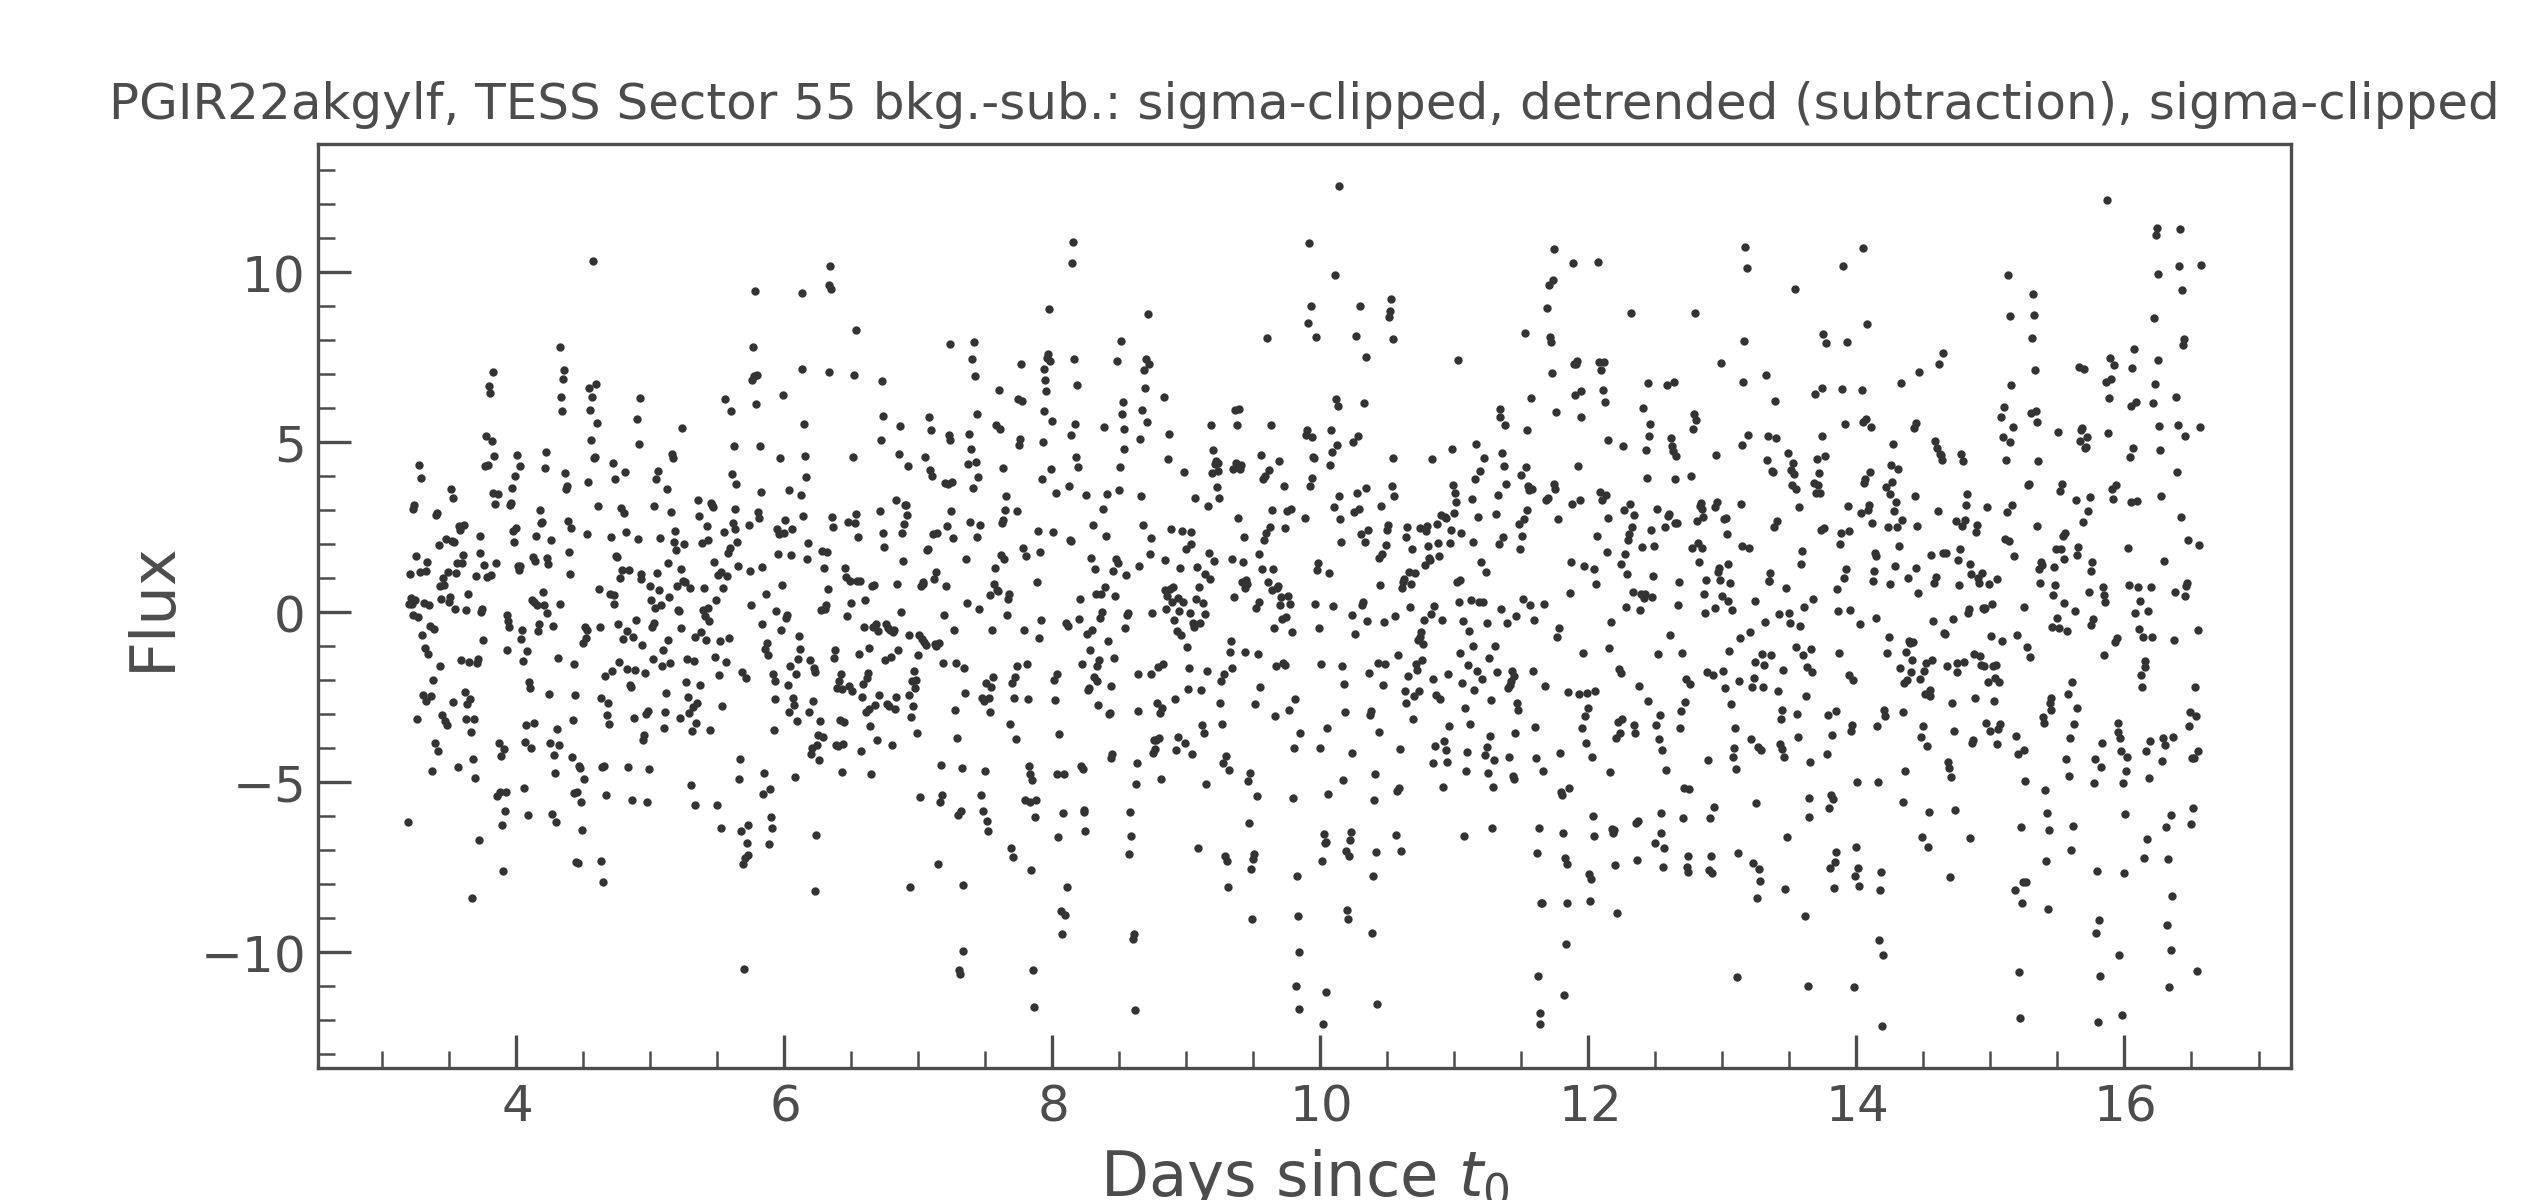 PGIR22akgylf, TESS Sector 55 bkg.-sub.: sigma-clipped, detrended (subtraction), sigma-clipped
Flux
10
5
0
−5
−10
4 6 8 10 12 14 16
Days since t₀